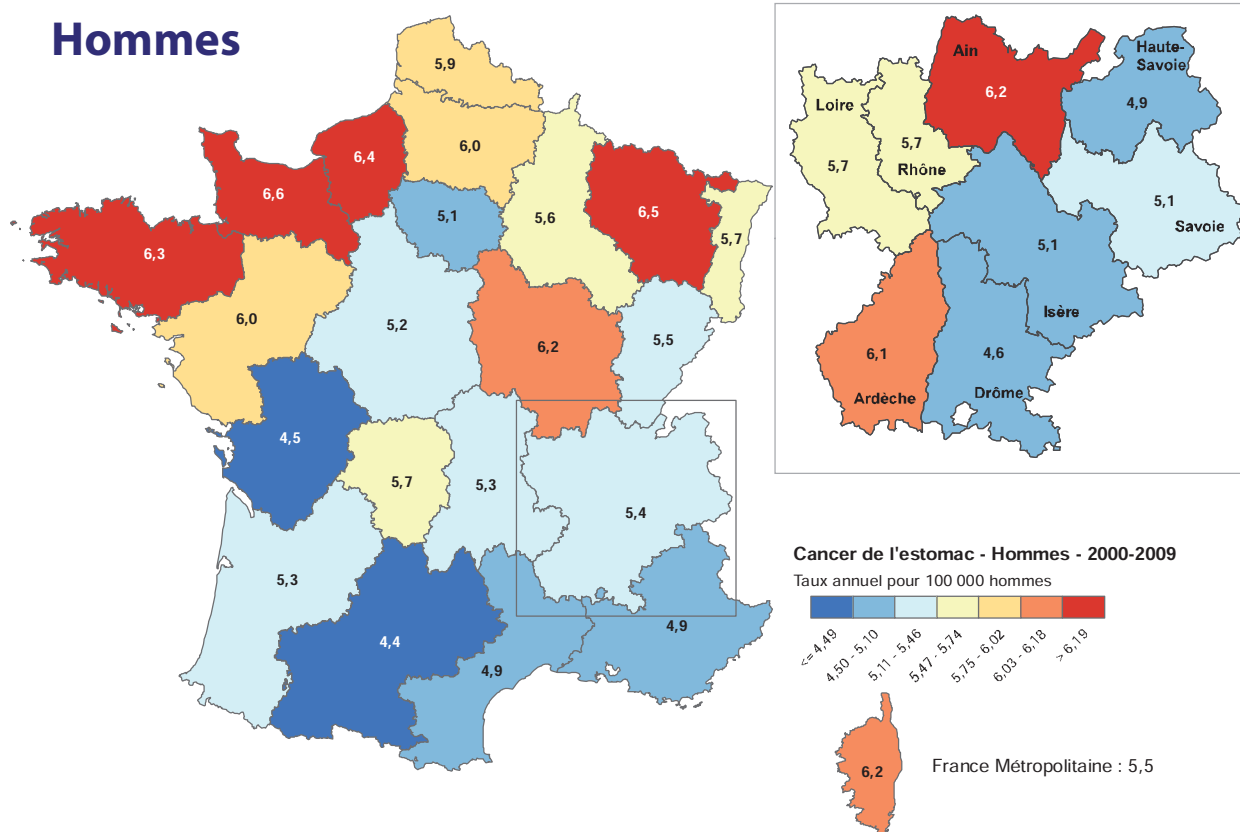 Hommes
5,9
6,0
6,4
6,6
6,3
5,1
5,6
6,5
5,7
6,0
5,2
6,2
5,5
4,5
5,7
5,3
5,4
5,3
4,4
4,9
4,9
Ain
6,2
Haute-
Savoie
4,9
Loire
5,7
5,7
Rhône
5,1
Savoie
5,1
Isère
6,1
Ardèche
4,6
Drôme
Cancer de l'estomac - Hommes - 2000-2009
Taux annuel pour 100 000 hommes
<= 4,49
4,50 - 5,10
5,11 - 5,46
5,47 - 5,74
5,75 - 6,02
6,03 - 6,18
> 6,19
6,2
France Métropolitaine : 5,5